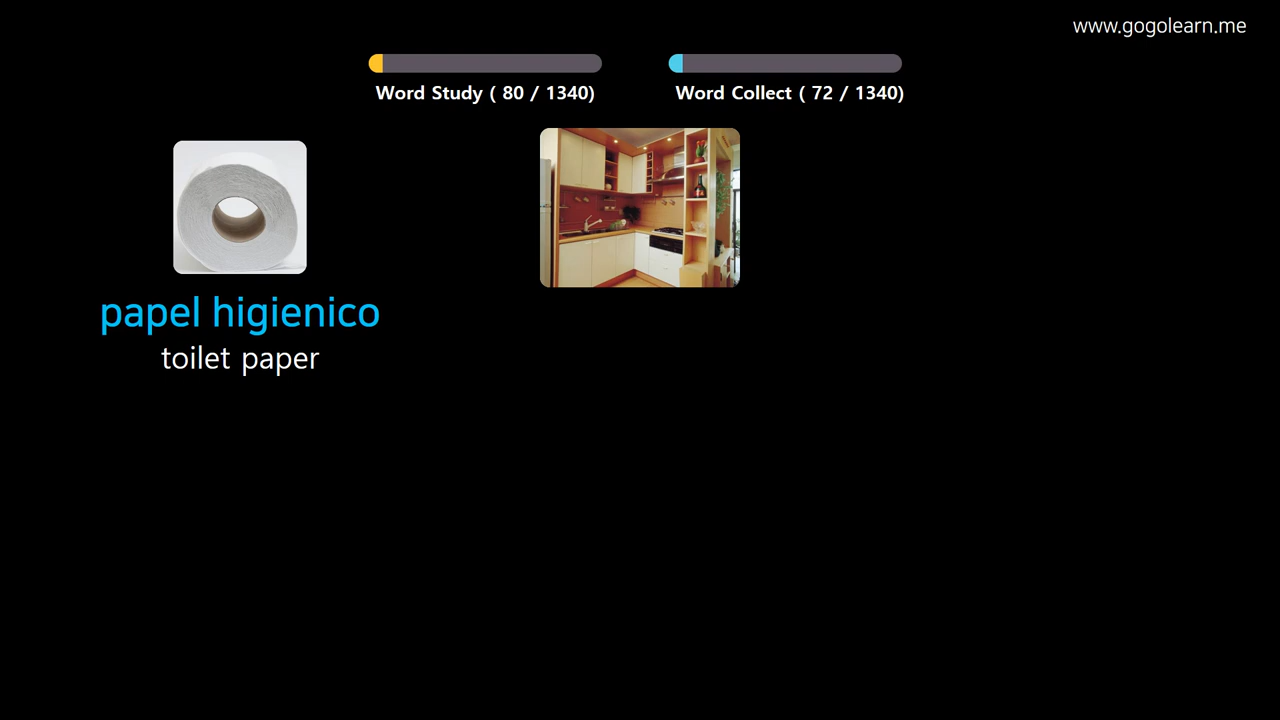 www.gogolearn.me
Word Study ( 80 / 1340)
Word Collect ( 72 / 1340)
papel higienico
toilet paper